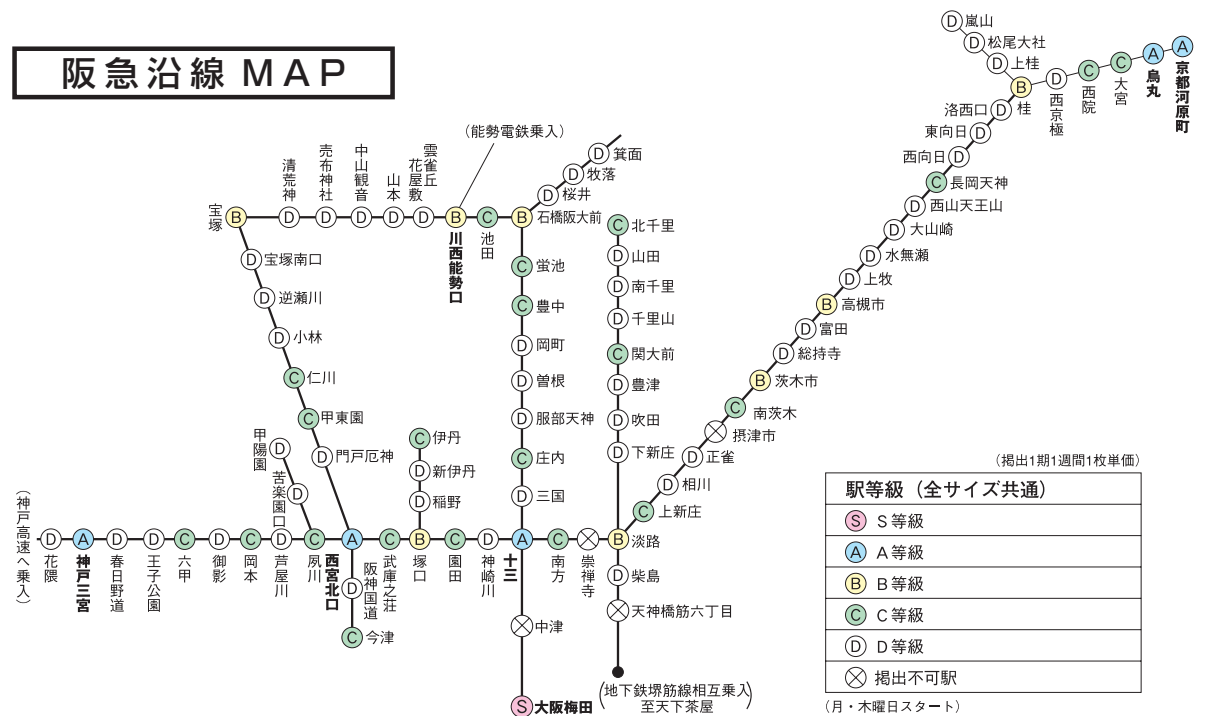 阪急沿線 MAP
D 嵐山
D 松尾大社
D 上桂
B 桂
D 西京極
C 西院
C 大宮
A 烏丸
A 京都河原町
D 洛西口
D 東向日
D 西向日
C 長岡天神
D 西山天王山
D 大山崎
D 水無瀬
D 上牧
B 高槻市
D 富田
D 総持寺
B 茨木市
C 南茨木
摂津市
D 正雀
D 相川
C 上新庄
(能勢電鉄乗入)
D 箕面
D 牧落
D 桜井
B 宝塚
D 清荒神
D 売布神社
D 中山観音
D 山本
D 雲雀丘
花屋敷
B 川西能勢口
C 池田
B 石橋阪大前
C 蛍池
C 豊中
D 岡町
D 曽根
D 服部天神
C 庄内
D 三国
C 北千里
D 山田
D 南千里
D 千里山
C 関大前
D 豊津
D 吹田
D 下新庄
D 宝塚南口
D 逆瀬川
D 小林
C 仁川
C 甲東園
D 門戸厄神
D 甲陽園
D 苦楽園口
C 伊丹
D 新伊丹
D 稲野
(神戸高速へ乗入)
D 花隈
A 神戸三宮
D 春日野道
D 王子公園
C 六甲
D 御影
C 岡本
D 芦屋川
C 夙川
A 西宮北口
C 武庫之荘
B 塚口
C 園田
D 神崎川
A 十三
C 南方
崇禅寺
B 淡路
D 阪神国道
C 今津
中津
S 大阪梅田
D 柴島
天神橋筋六丁目
(地下鉄堺筋線相互乗入
至天下茶屋)
(掲出1期1週間1枚単価)
駅等級(全サイズ共通)
S S等級
A A等級
B B等級
C C等級
D D等級
掲出不可駅
(月・木曜日スタート)